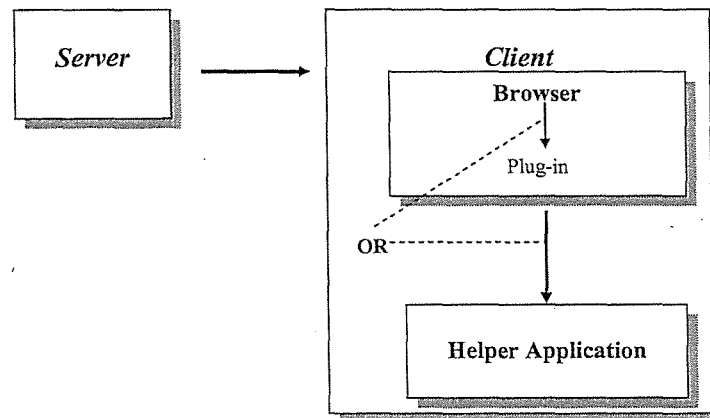 Server
Client
Browser
Plug-in
OR
Helper Application